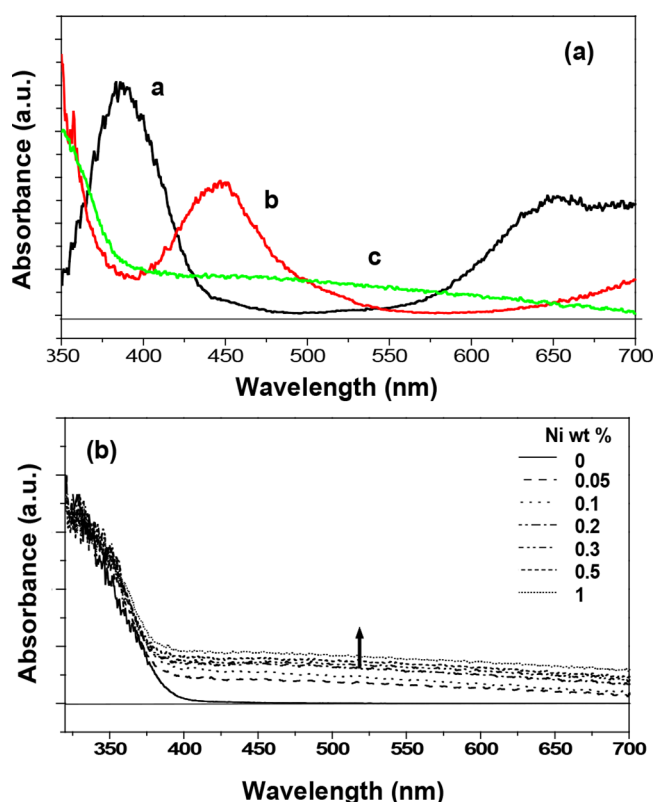 (a)
a
b
c
Absorbance (a.u.)
350 400 450 500 550 600 650 700
Wavelength (nm)
(b)
Ni wt %
0
0.05
0.1
0.2
0.3
0.5
1
Absorbance (a.u.)
350 400 450 500 550 600 650 700
Wavelength (nm)